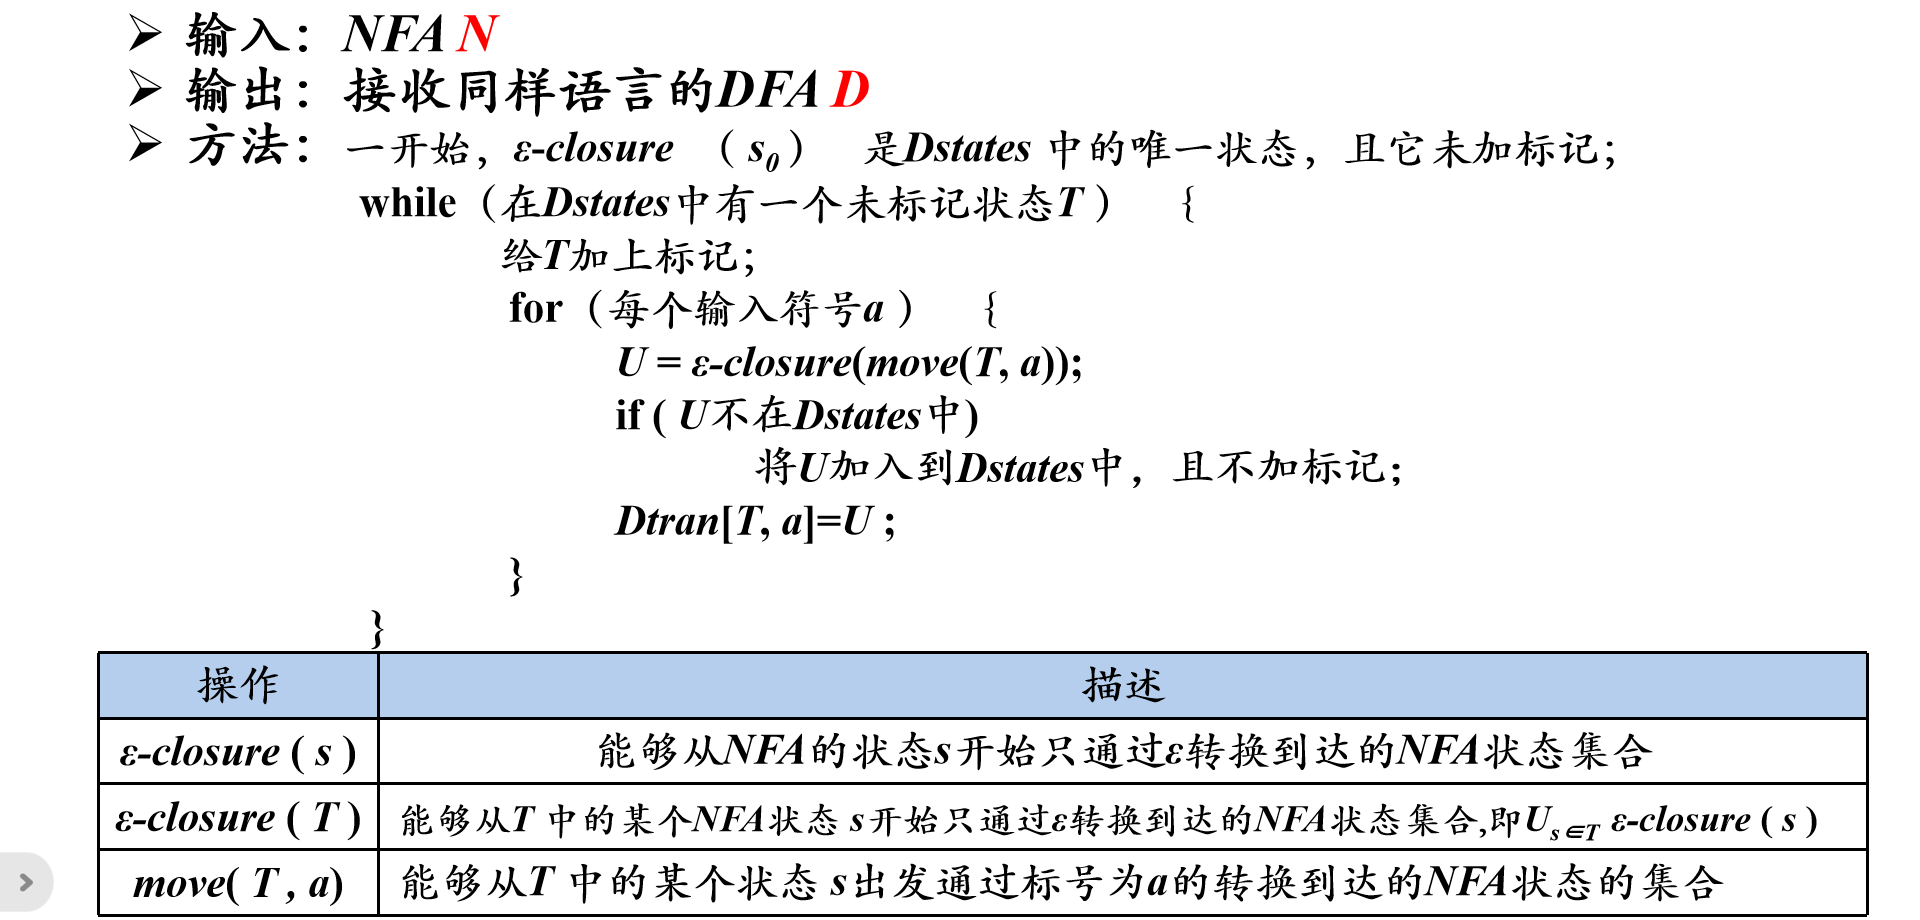 ➢ 输入：NFA N
➢ 输出：接收同样语言的DFA D
➢ 方法：一开始，ε-closure （s0） 是Dstates 中的唯一状态，且它未加标记；
while（在Dstates中有一个未标记状态T） {
给T加上标记；
for（每个输入符号a） {
U = ε-closure(move(T, a));
if ( U不在Dstates中)
将U加入到Dstates中，且不加标记；
Dtran[T, a]=U ;
}
}
操作 描述
ε-closure ( s ) 能够从NFA的状态s开始只通过ε转换到达的NFA状态集合
ε-closure ( T ) 能够从T 中的某个NFA状态 s开始只通过ε转换到达的NFA状态集合,即Us∈T ε-closure ( s )
move( T , a) 能够从T 中的某个状态 s出发通过标号为a的转换到达的NFA状态的集合